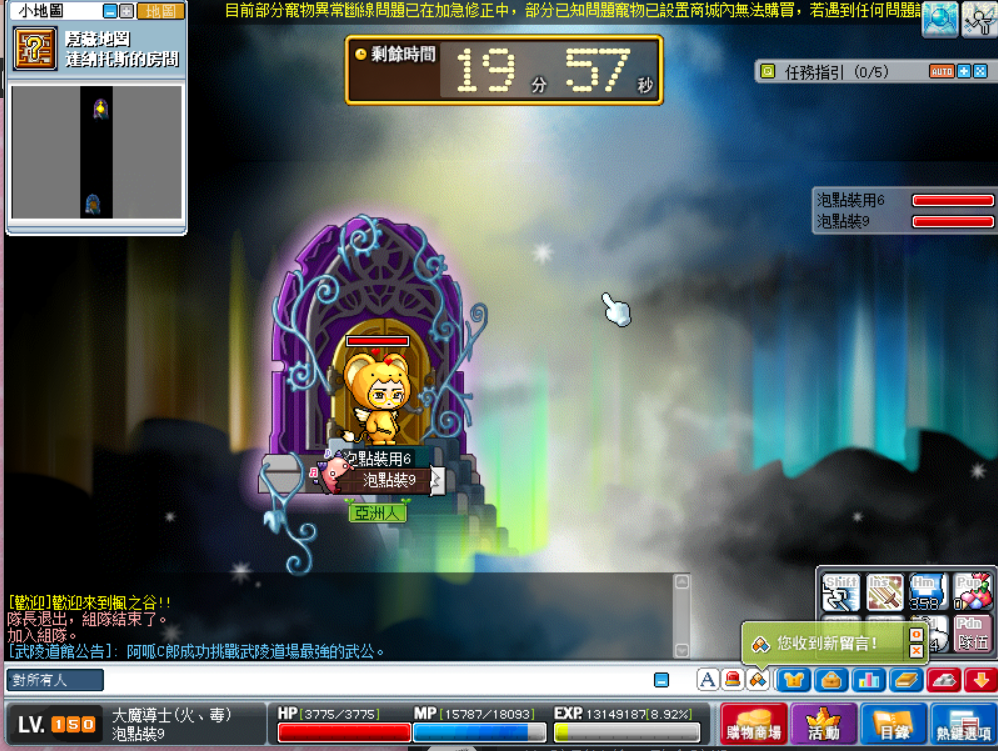 目前部分寵物異常斷線問題已在加急修正中，部分已知問題寵物已設置商城內無法購買，若遇到任何問題
小地圖
地圖
隱藏地圖
達納托斯的房間
剩餘時間
19分57秒
任務指引 (0/5)
AUTO
泡點裝用6
泡點裝9
泡點裝用6
泡點裝9
亞洲人
[歡迎]歡迎來到楓之谷!!
隊長退出，組隊結束了。
加入組隊。
[武陵道館公告]: 阿呱C郎成功挑戰武陵道場最強的武公。
Shift
Ins
Hm
Pup
358
0
Pdn
4
隊伍
您收到新留言!
對所有人
A
LV. 150
大魔導士(火、毒)
泡點裝9
HP[3775/3775]
MP[15787/18093]
EXP 13149187[8.92%]
購物商場
活動
目錄
熱鍵選項